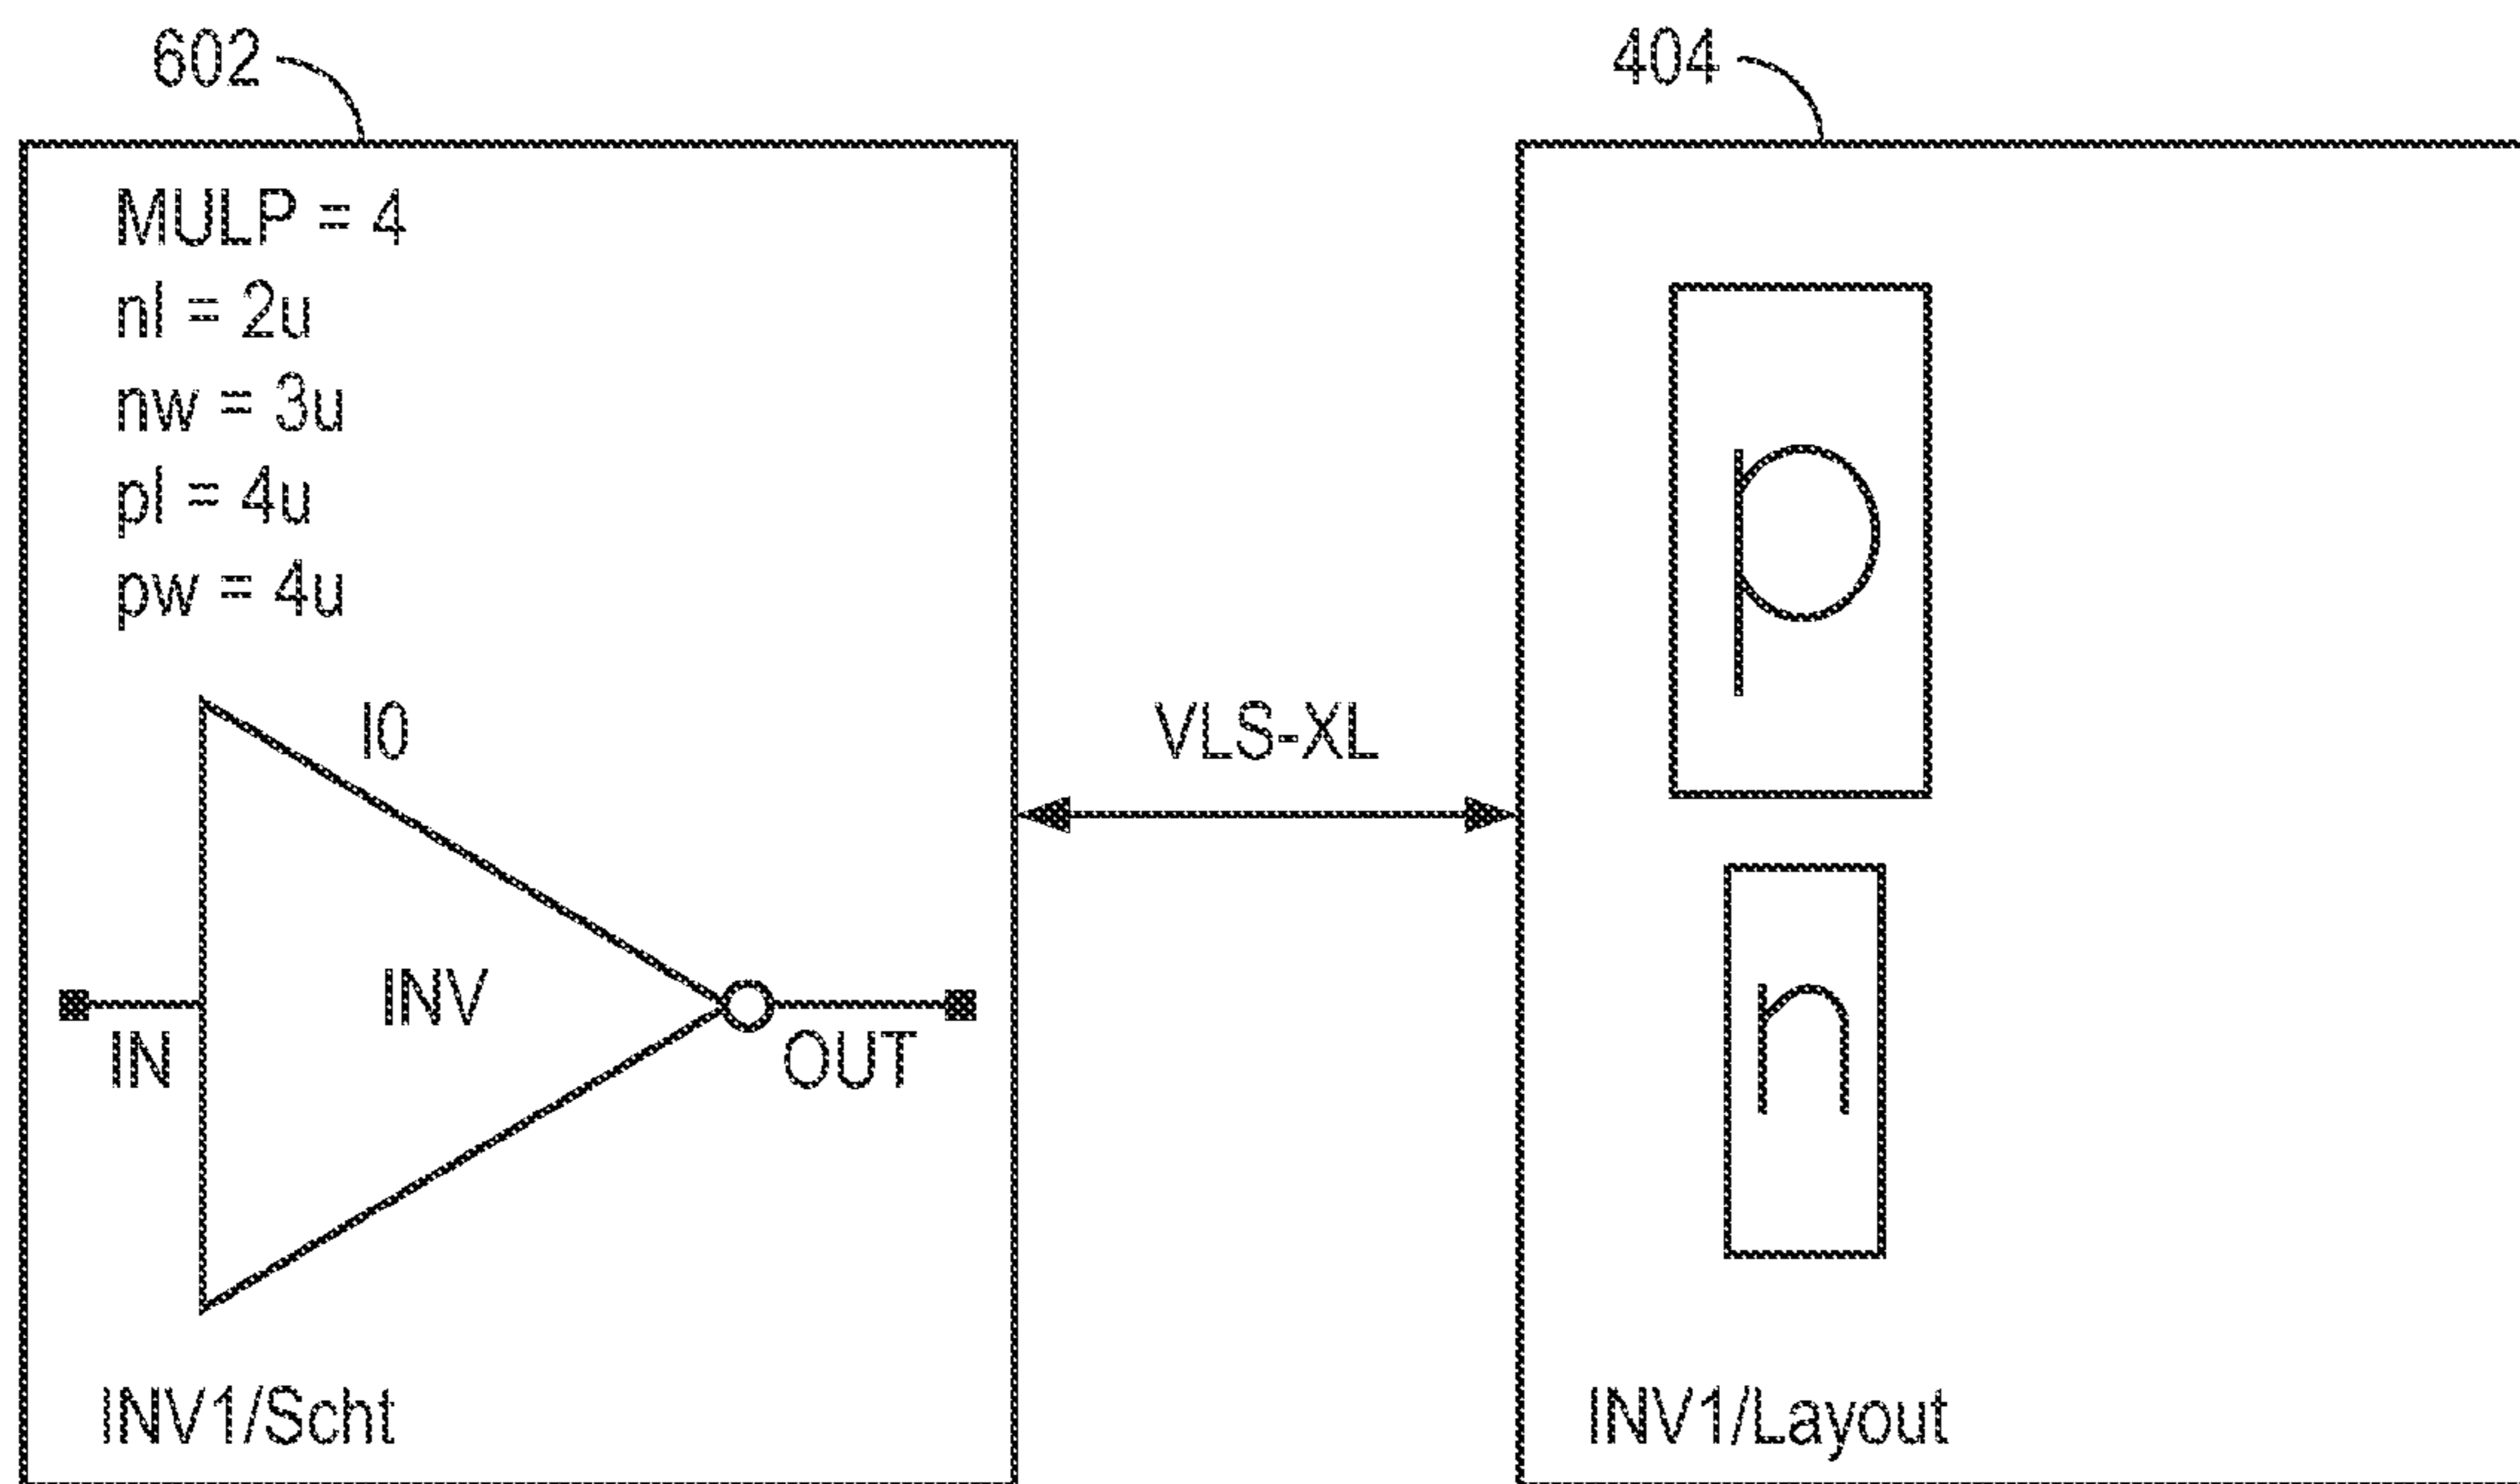 602
404
MULP = 4
nl = 2u
nw = 3u
pl = 4u
pw = 4u
I0
INV
IN
OUT
INV1/Scht
VLS-XL
p
n
INV1/Layout